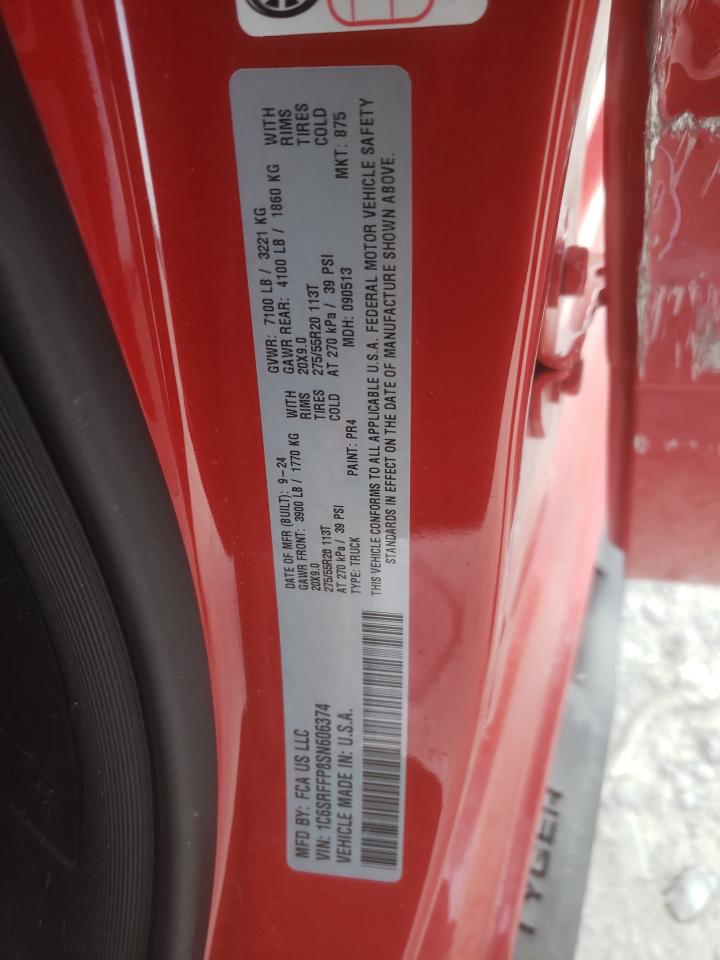 MFD BY: FCA US LLC
VIN: 1C6SRFFP8SN606374
VEHICLE MADE IN: U.S.A.
DATE OF MFR (BUILT): 9-24
GVWR: 7100 LB / 3221 KG
GAWR FRONT: 3900 LB / 1770 KG WITH
20X9.0 RIMS
275/55R20 113T TIRES
AT 270 kPa / 39 PSI COLD
GAWR REAR: 4100 LB / 1860 KG WITH
20X9.0 RIMS
275/55R20 113T TIRES
AT 270 kPa / 39 PSI COLD
TYPE: TRUCK PAINT: PR4 MDH: 090513 MKT: 875
THIS VEHICLE CONFORMS TO ALL APPLICABLE U.S.A. FEDERAL MOTOR VEHICLE SAFETY
STANDARDS IN EFFECT ON THE DATE OF MANUFACTURE SHOWN ABOVE.
TYGER